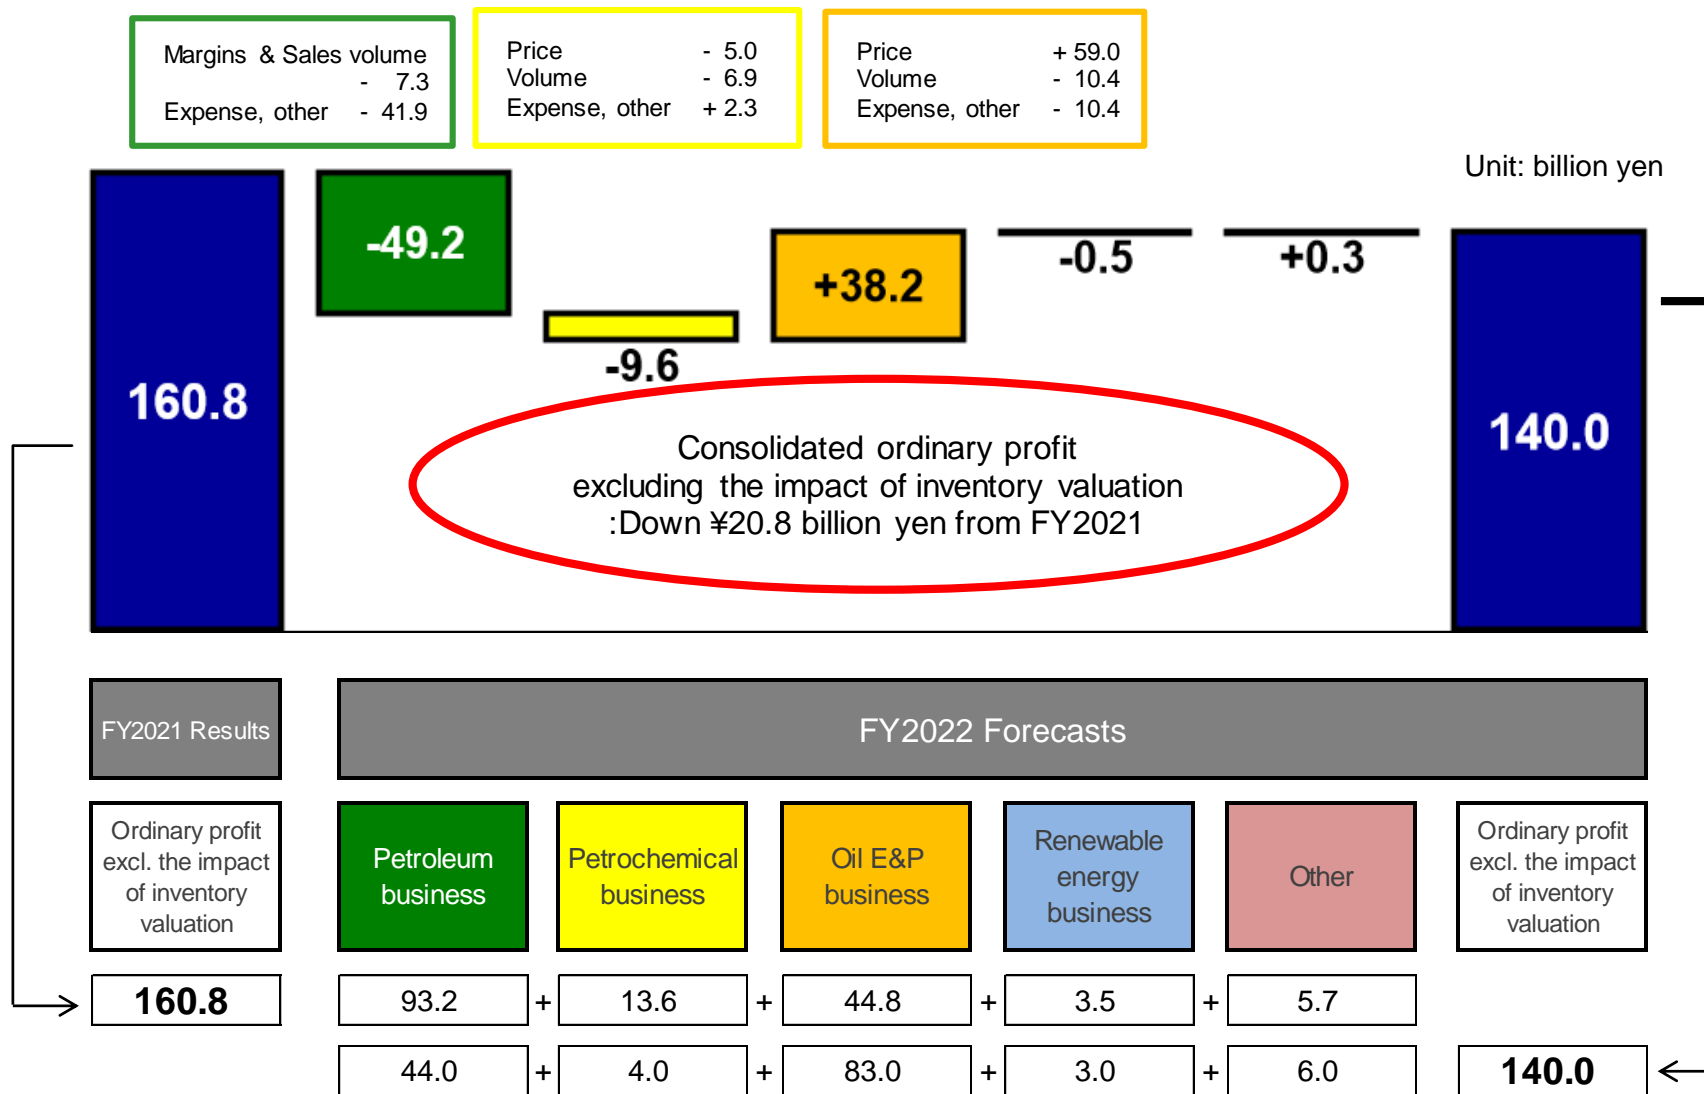 Margins & Sales volume
- 7.3
Expense, other - 41.9
Price - 5.0
Volume - 6.9
Expense, other + 2.3
Price + 59.0
Volume - 10.4
Expense, other - 10.4
Unit: billion yen
160.8
-49.2
-9.6
+38.2
-0.5
+0.3
140.0
Consolidated ordinary profit
excluding the impact of inventory valuation
:Down ¥20.8 billion yen from FY2021
FY2021 Results
FY2022 Forecasts
Ordinary profit
excl. the impact
of inventory
valuation
Petroleum
business
Petrochemical
business
Oil E&P
business
Renewable
energy
business
Other
Ordinary profit
excl. the impact
of inventory
valuation
160.8 93.2 + 13.6 + 44.8 + 3.5 + 5.7
44.0 + 4.0 + 83.0 + 3.0 + 6.0 140.0